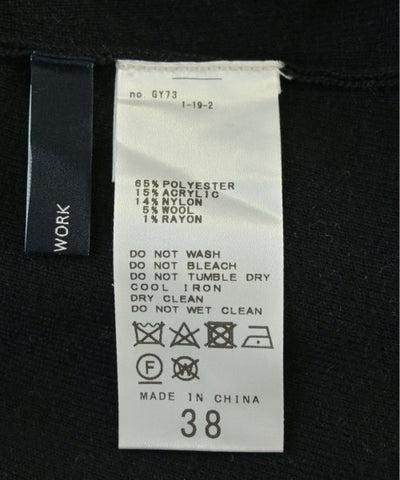 no. GY73
1-19-2
65% POLYESTER
15% ACRYLIC
14% NYLON
5% WOOL
1% RAYON
DO NOT WASH
DO NOT BLEACH
DO NOT TUMBLE DRY
COOL IRON
DRY CLEAN
DO NOT WET CLEAN
F
W
MADE IN CHINA
38
WORK